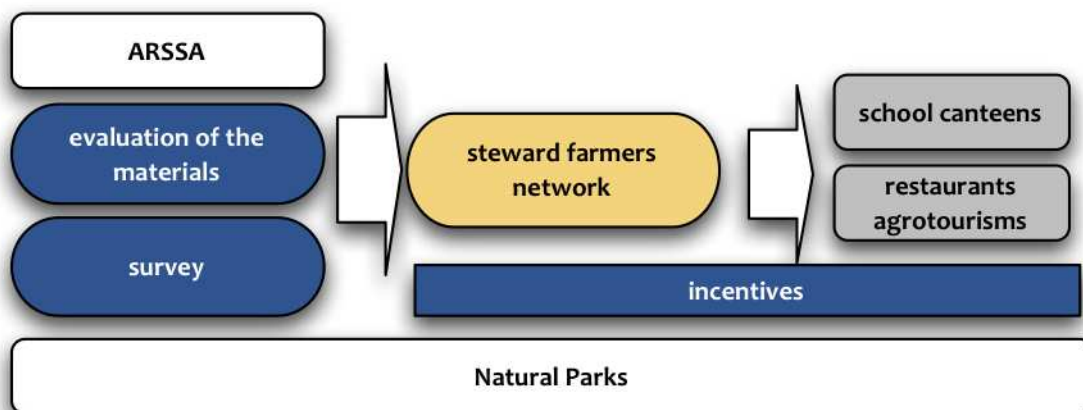 ARSSA
evaluation of the
materials
survey
steward farmers
network
school canteens
restaurants
agrotourisms
incentives
Natural Parks